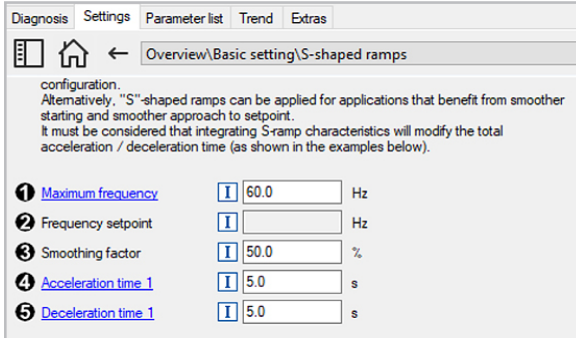 Diagnosis Settings Parameter list Trend Extras
Overview\Basic setting\S-shaped ramps
configuration.
Alternatively, "S"-shaped ramps can be applied for applications that benefit from smoother
starting and smoother approach to setpoint.
It must be considered that integrating S-ramp characteristics will modify the total
acceleration / deceleration time (as shown in the examples below).
1 Maximum frequency I 60.0 Hz
2 Frequency setpoint I Hz
3 Smoothing factor I 50.0 %
4 Acceleration time 1 I 5.0 s
5 Deceleration time 1 I 5.0 s